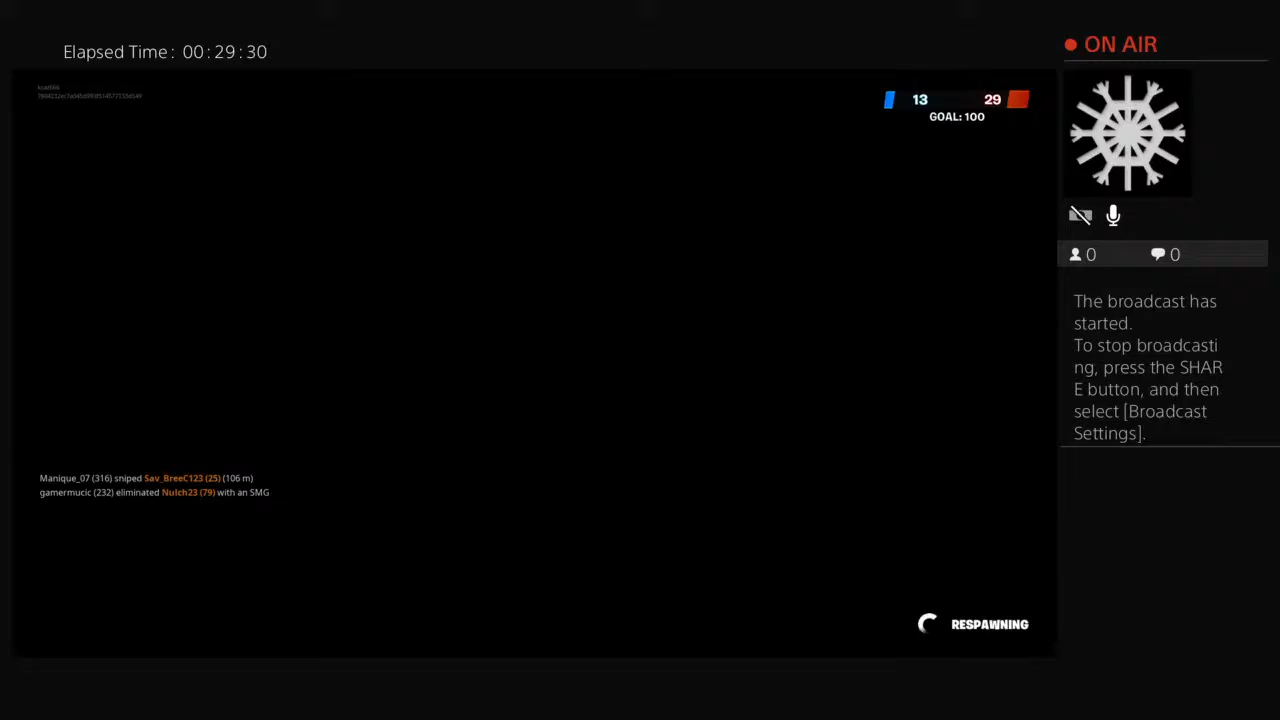 Elapsed Time: 00:29:30
ON AIR
13 29
GOAL: 100
0 0
The broadcast has
started.
To stop broadcasti
ng, press the SHAR
E button, and then
select [Broadcast
Settings].
Manique_07 (316) sniped Sav_BreeC123 (25) (106 m)
gamermucic (232) eliminated Nulch23 (79) with an SMG
RESPAWNING